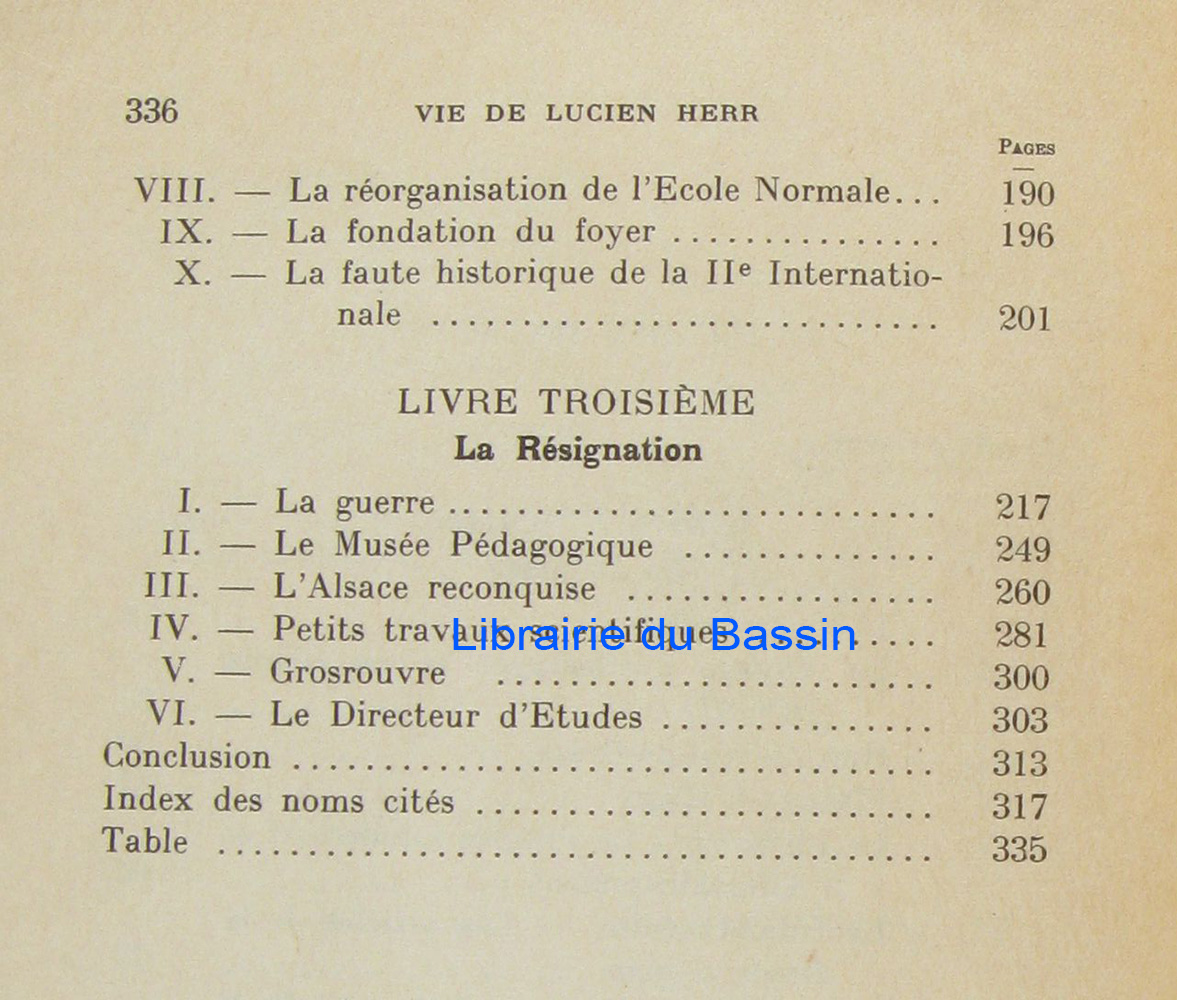 336 VIE DE LUCIEN HERR
PAGES
VIII. — La réorganisation de l'Ecole Normale... 190
IX. — La fondation du foyer ............... 196
X. — La faute historique de la IIe Internatio-
nale ............................ 201
LIVRE TROISIÈME
La Résignation
I. — La guerre ........................... 217
II. — Le Musée Pédagogique ............... 249
III. — L'Alsace reconquise ................. 260
IV. — Petits travaux scientifiques .......... 281
Librairie du Bassin
V. — Grosrouvre ........................ 300
VI. — Le Directeur d'Etudes ............... 303
Conclusion .................................... 313
Index des noms cités .......................... 317
Table ........................................ 335